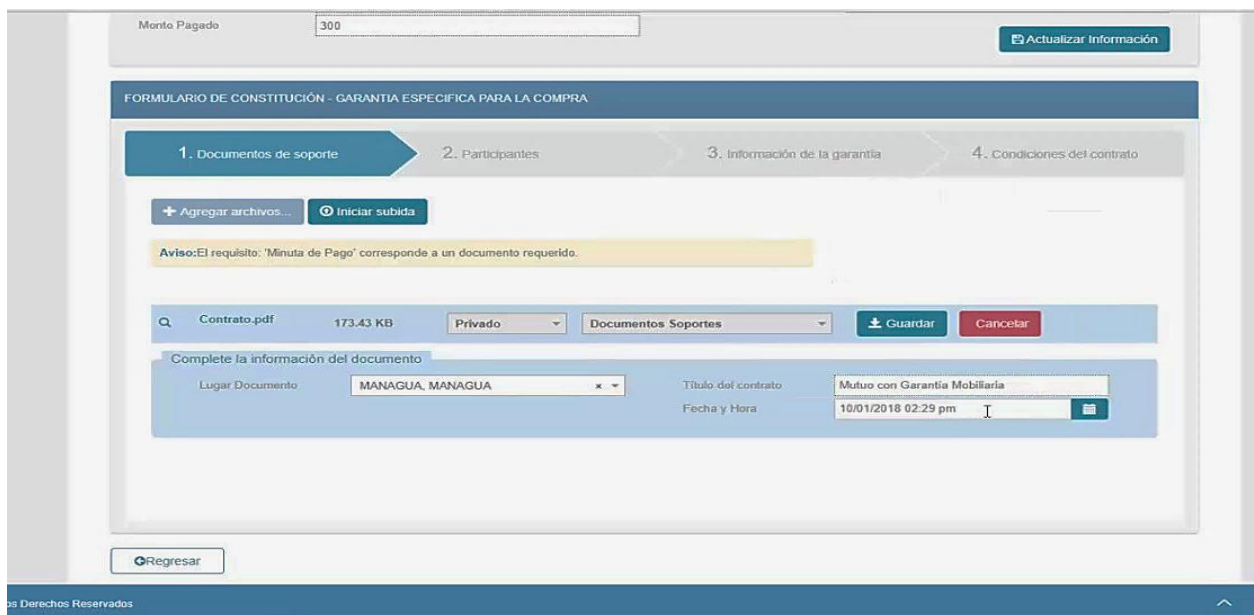 Monto Pagado
300
Actualizar Información
FORMULARIO DE CONSTITUCIÓN - GARANTIA ESPECIFICA PARA LA COMPRA
1. Documentos de soporte
2. Participantes
3. Información de la garantía
4. Condiciones del contrato
Agregar archivos...
Iniciar subida
Aviso:El requisito: 'Minuta de Pago' corresponde a un documento requerido.
Contrato.pdf
173.43 KB
Privado
Documentos Soportes
Guardar
Cancelar
Complete la información del documento
Lugar Documento
MANAGUA, MANAGUA
Título del contrato
Mutuo con Garantía Mobiliaria
Fecha y Hora
10/01/2018 02:29 pm
Regresar
os Derechos Reservados